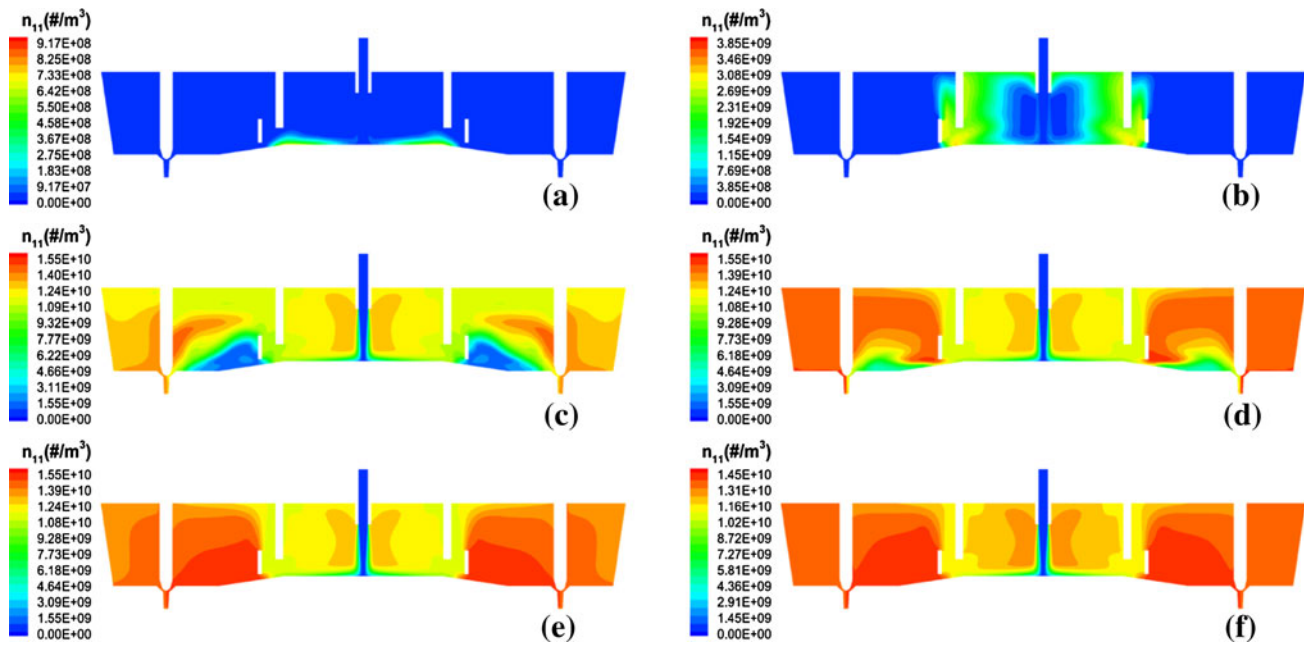 n11(#/m3)
9.17E+08
8.25E+08
7.33E+08
6.42E+08
5.50E+08
4.58E+08
3.67E+08
2.75E+08
1.83E+08
9.17E+07
0.00E+00
(a)
n11(#/m3)
3.85E+09
3.46E+09
3.08E+09
2.69E+09
2.31E+09
1.92E+09
1.54E+09
1.15E+09
7.69E+08
3.85E+08
0.00E+00
(b)
n11(#/m3)
1.55E+10
1.40E+10
1.24E+10
1.09E+10
9.32E+09
7.77E+09
6.22E+09
4.66E+09
3.11E+09
1.55E+09
0.00E+00
(c)
n11(#/m3)
1.55E+10
1.39E+10
1.24E+10
1.08E+10
9.28E+09
7.73E+09
6.18E+09
4.64E+09
3.09E+09
1.55E+09
0.00E+00
(d)
n11(#/m3)
1.55E+10
1.40E+10
1.24E+10
1.08E+10
9.28E+09
7.73E+09
6.18E+09
4.64E+09
3.09E+09
1.55E+09
0.00E+00
(e)
n11(#/m3)
1.45E+10
1.31E+10
1.16E+10
1.02E+10
8.72E+09
7.27E+09
5.81E+09
4.36E+09
2.91E+09
1.45E+09
0.00E+00
(f)